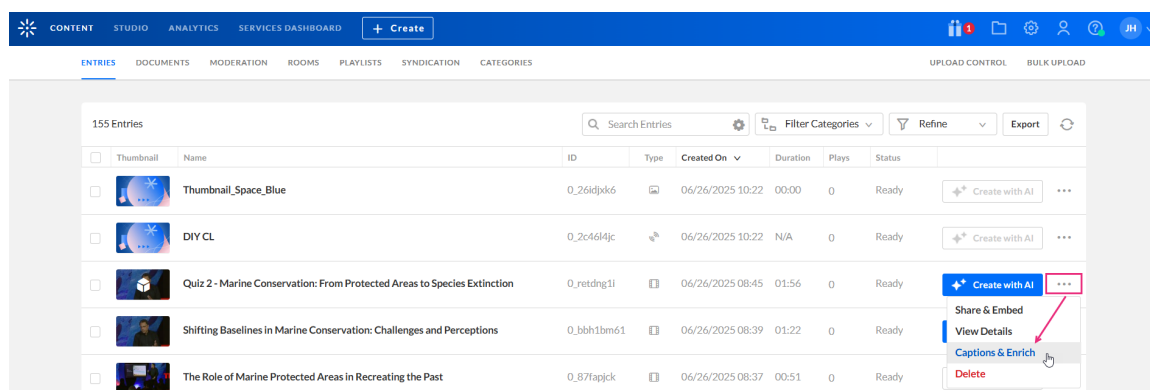 CONTENT STUDIO ANALYTICS SERVICES DASHBOARD + Create 1 JH
ENTRIES DOCUMENTS MODERATION ROOMS PLAYLISTS SYNDICATION CATEGORIES UPLOAD CONTROL BULK UPLOAD
155 Entries Search Entries Filter Categories Refine Export
Thumbnail Name ID Type Created On Duration Plays Status
Thumbnail_Space_Blue 0_26idjxk6 06/26/2025 10:22 00:00 0 Ready Create with AI
DIY CL 0_2c46l4jc 06/26/2025 10:22 N/A 0 Ready Create with AI
Quiz 2 - Marine Conservation: From Protected Areas to Species Extinction 0_retdng1i 06/26/2025 08:45 01:56 0 Ready Create with AI
Share & Embed
Shifting Baselines in Marine Conservation: Challenges and Perceptions 0_bbh1bm61 06/26/2025 08:39 01:22 0 Ready View Details
Captions & Enrich
The Role of Marine Protected Areas in Recreating the Past 0_87fapjck 06/26/2025 08:37 00:51 0 Ready Delete